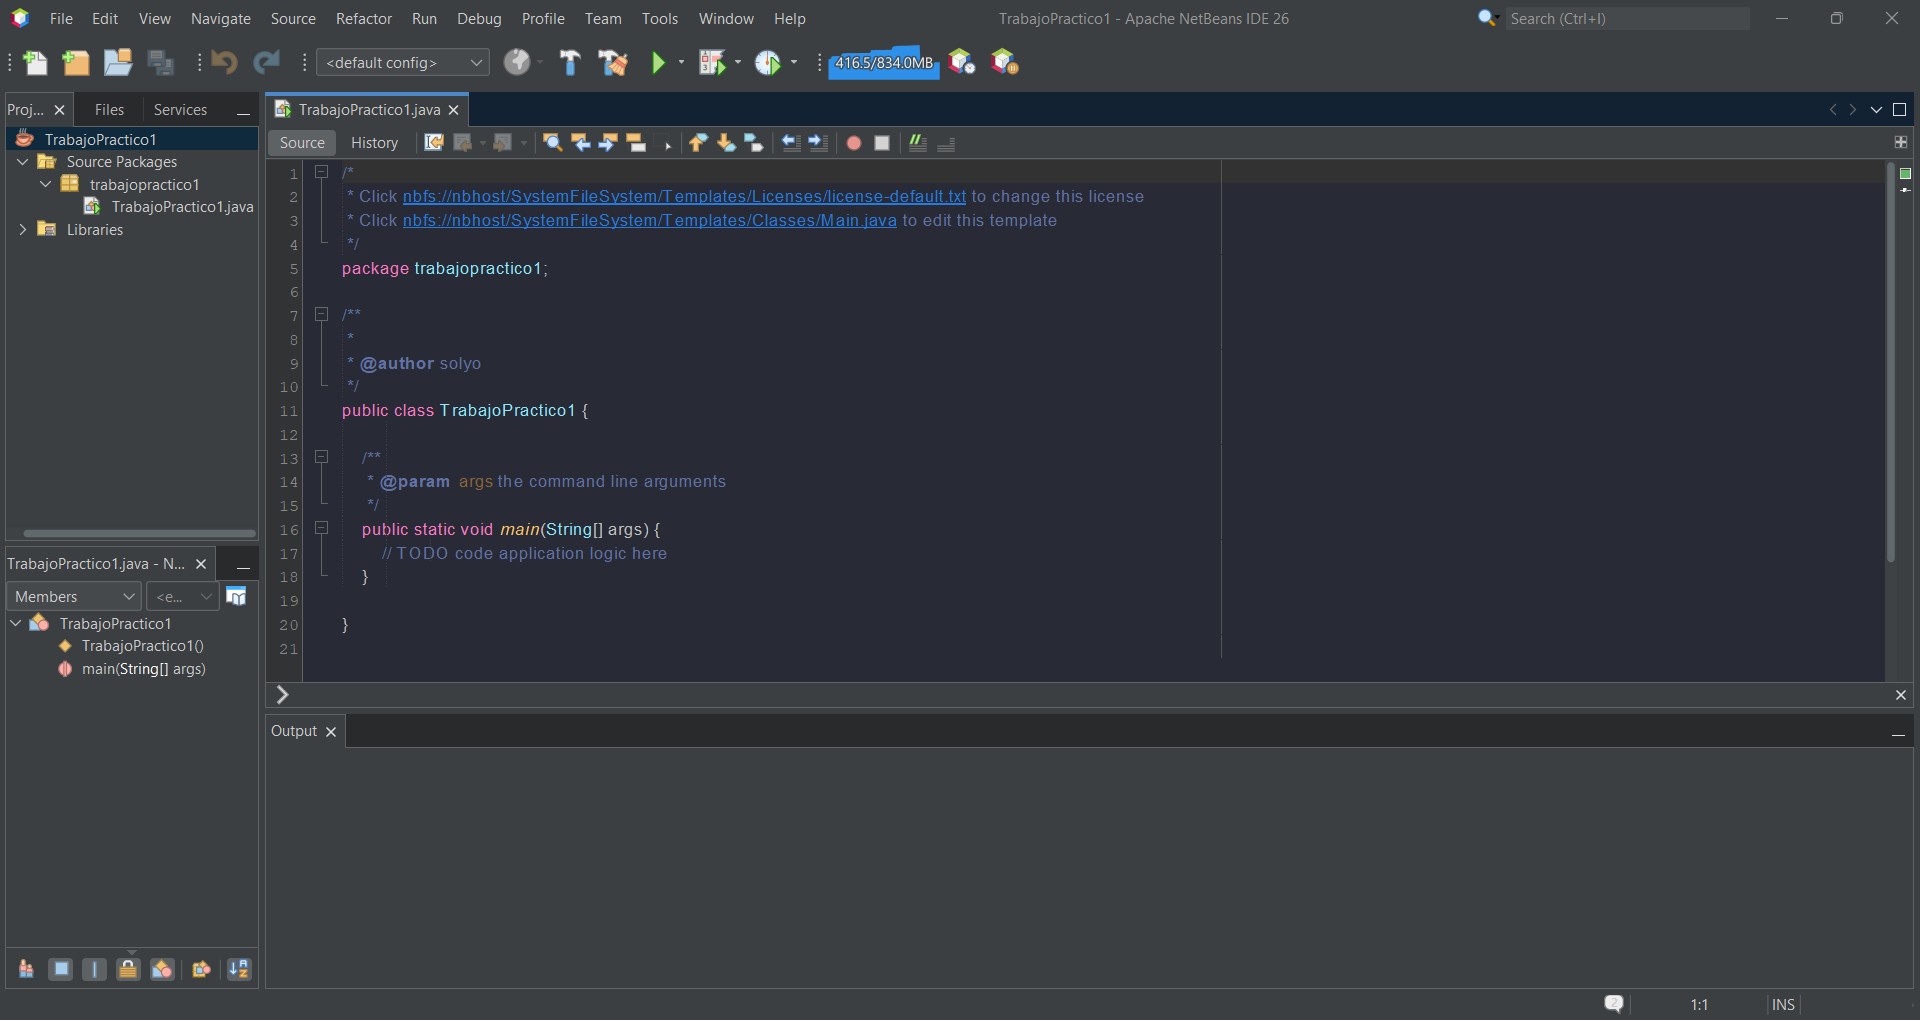 File Edit View Navigate Source Refactor Run Debug Profile Team Tools Window Help
TrabajoPractico1 - Apache NetBeans IDE 26
Search (Ctrl+I)
<default config>
416.5/834.0MB
Proj... Files Services
TrabajoPractico1
Source Packages
trabajopractico1
TrabajoPractico1.java
Libraries
TrabajoPractico1.java
Source History
1 /*
2 * Click nbfs://nbhost/SystemFileSystem/Templates/Licenses/license-default.txt to change this license
3 * Click nbfs://nbhost/SystemFileSystem/Templates/Classes/Main.java to edit this template
4 */
5 package trabajopractico1;
6
7 /**
8 *
9 * @author solyo
10 */
11 public class TrabajoPractico1 {
12
13 /**
14 * @param args the command line arguments
15 */
16 public static void main(String[] args) {
17 // TODO code application logic here
18 }
19
20 }
21
TrabajoPractico1.java - N...
Members <e...
TrabajoPractico1
TrabajoPractico1()
main(String[] args)
Output
1:1 INS